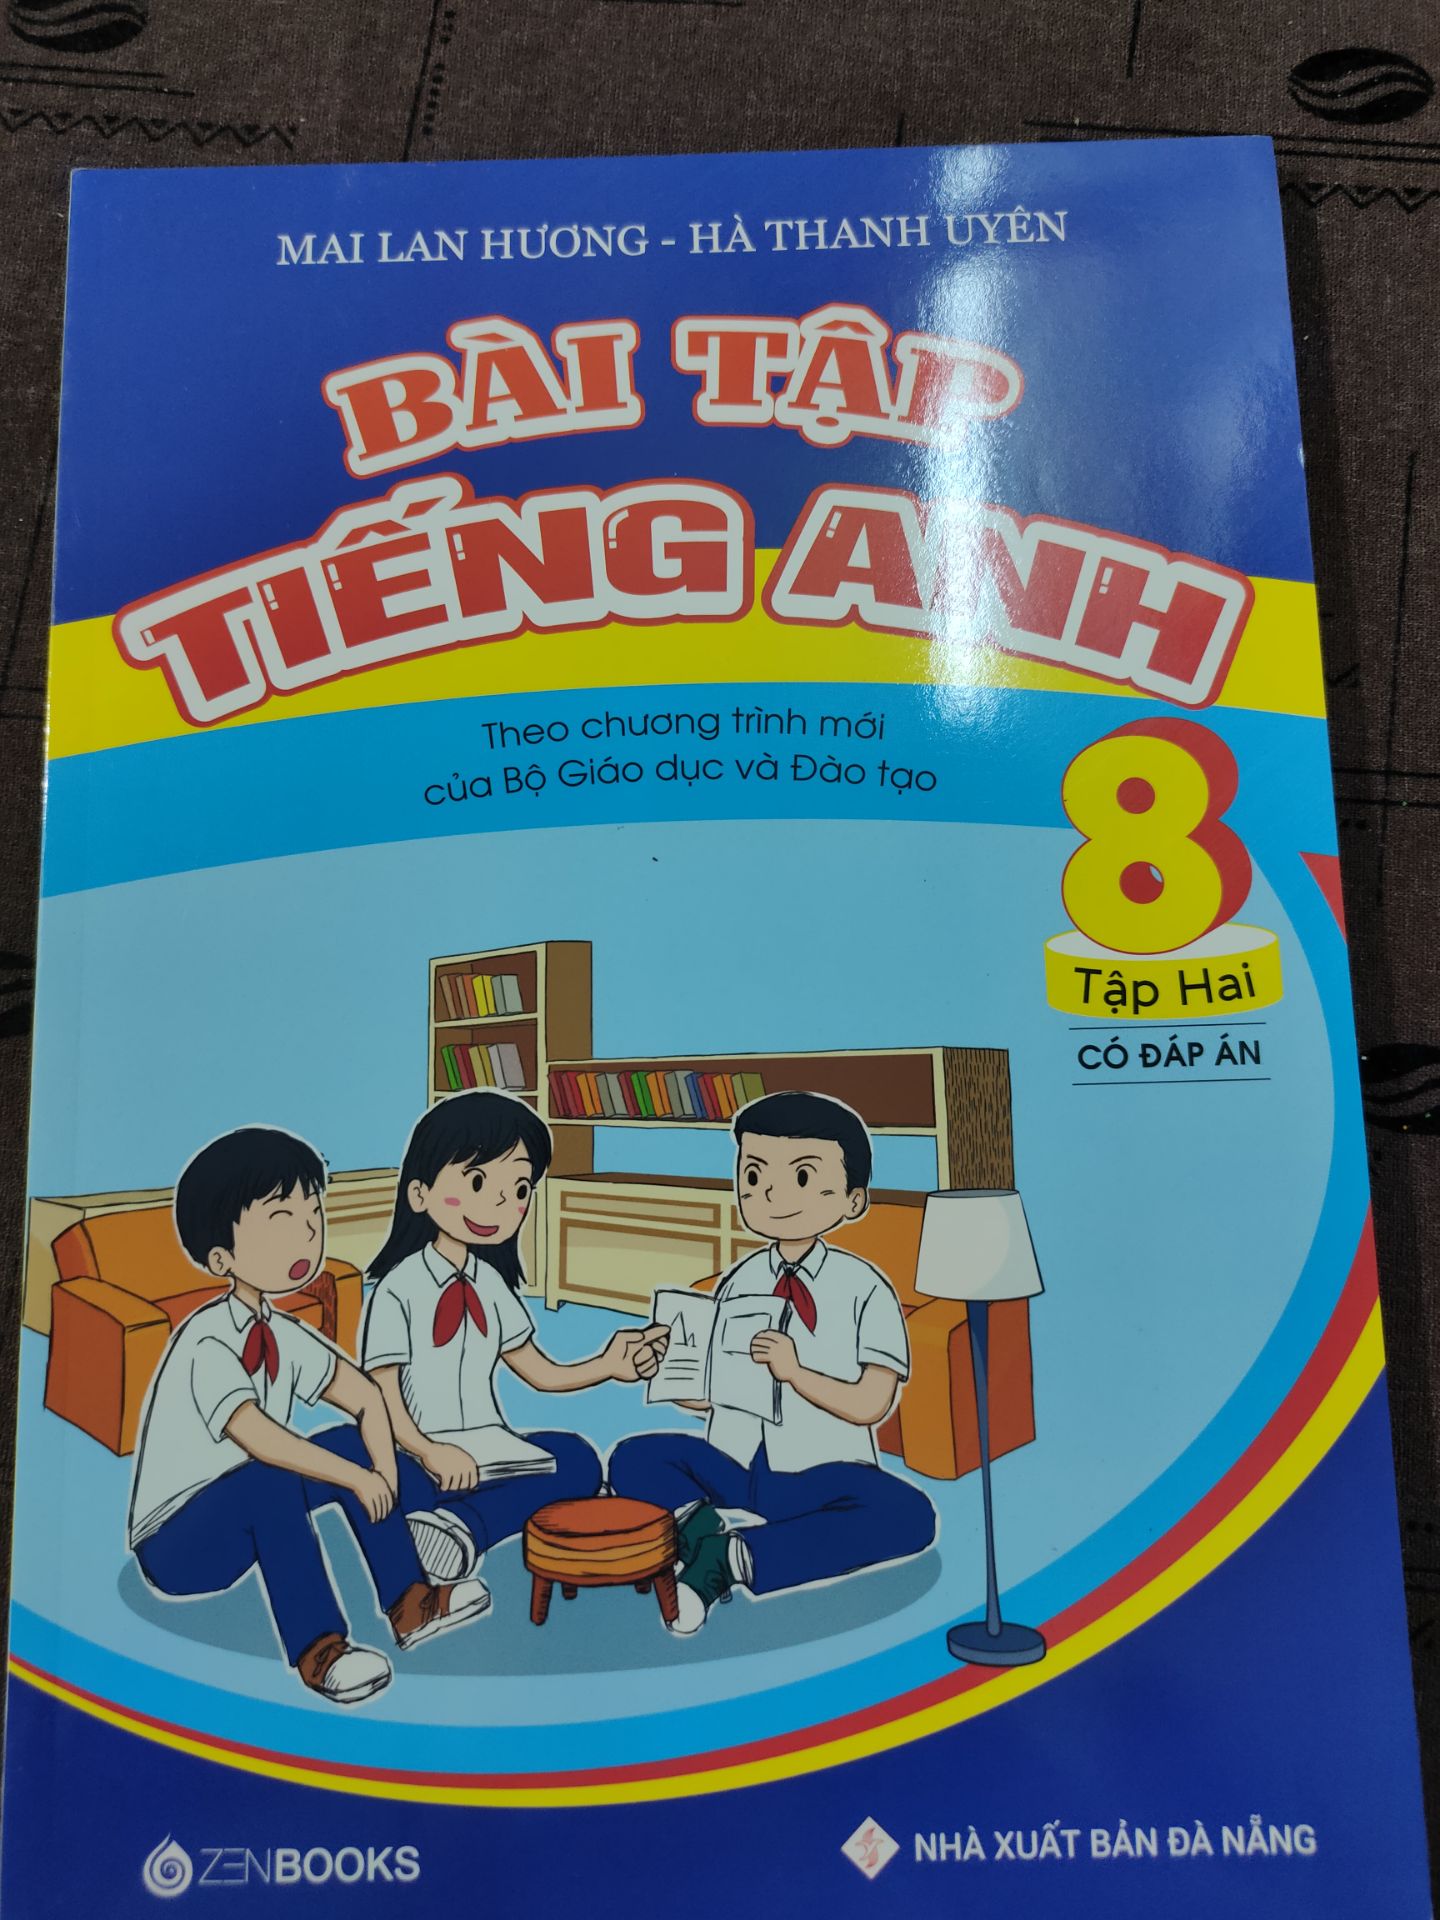 MAI LAN HƯƠNG - HÀ THANH UYÊN
BÀI TẬP
TIẾNG ANH
Theo chương trình mới
của Bộ Giáo dục và Đào tạo
8
Tập Hai
CÓ ĐÁP ÁN
ZENBOOKS
NHÀ XUẤT BẢN ĐÀ NẴNG